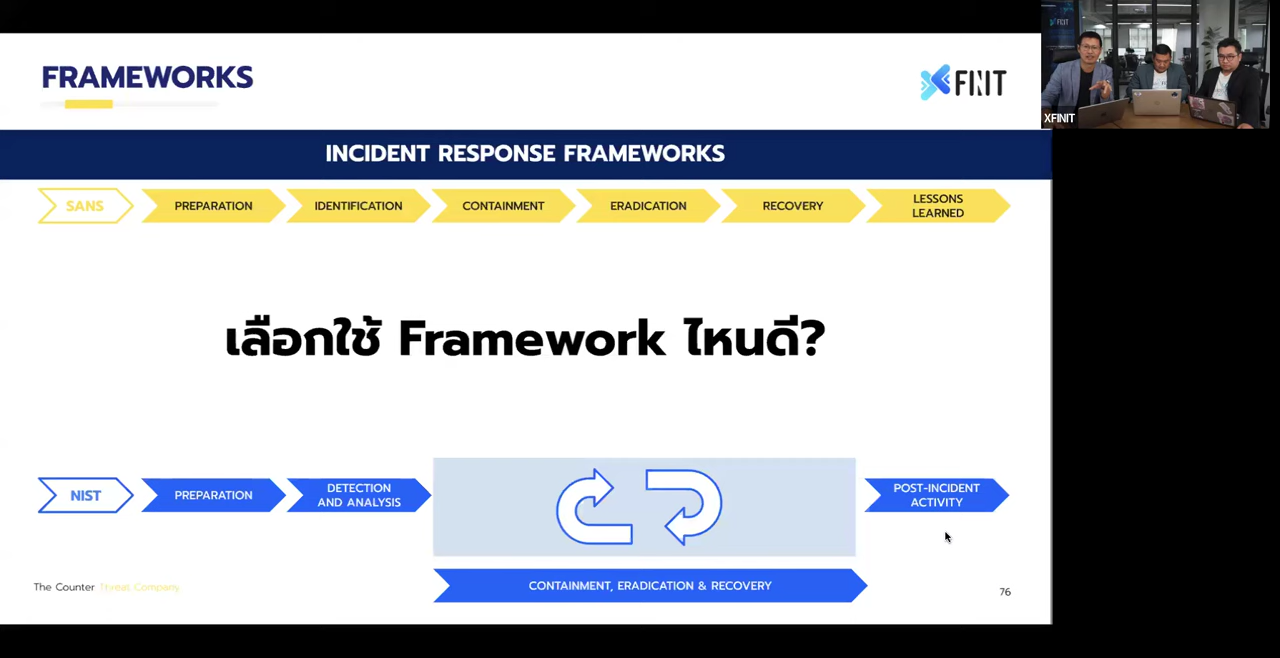 FRAMEWORKS
XFINIT
XFINIT
INCIDENT RESPONSE FRAMEWORKS
SANS
PREPARATION
IDENTIFICATION
CONTAINMENT
ERADICATION
RECOVERY
LESSONS
LEARNED
เลือกใช้ Framework ไหนดี?
NIST
PREPARATION
DETECTION
AND ANALYSIS
POST-INCIDENT
ACTIVITY
CONTAINMENT, ERADICATION & RECOVERY
The Counter Threat Company
76